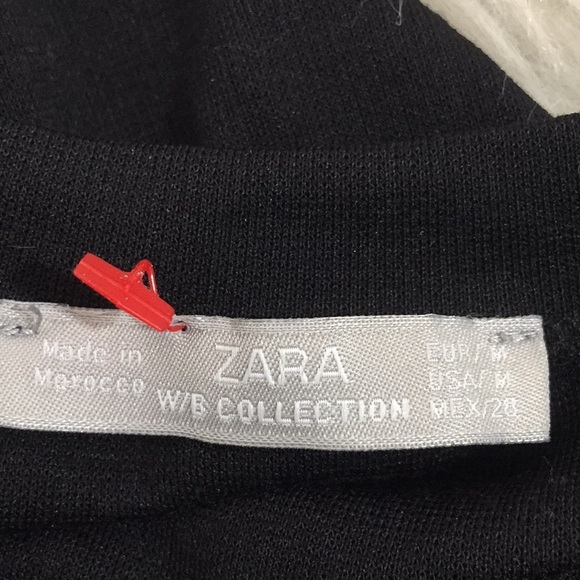 Made in
Morocco
ZARA
W/B COLLECTION
EUR/ M
USA/ M
MEX/28